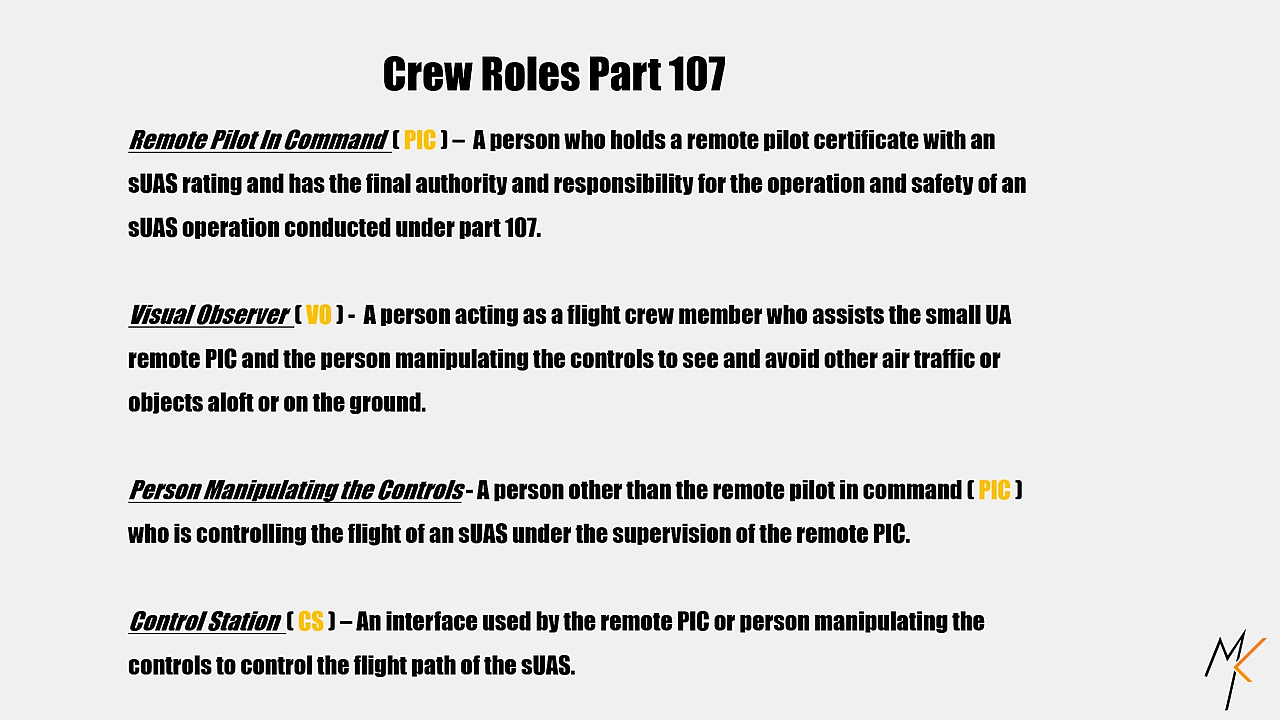 Crew Roles Part 107
Remote Pilot In Command ( PIC ) – A person who holds a remote pilot certificate with an
sUAS rating and has the final authority and responsibility for the operation and safety of an
sUAS operation conducted under part 107.
Visual Observer ( VO ) - A person acting as a flight crew member who assists the small UA
remote PIC and the person manipulating the controls to see and avoid other air traffic or
objects aloft or on the ground.
Person Manipulating the Controls- A person other than the remote pilot in command ( PIC )
who is controlling the flight of an sUAS under the supervision of the remote PIC.
Control Station ( CS ) – An interface used by the remote PIC or person manipulating the
controls to control the flight path of the sUAS.
MK